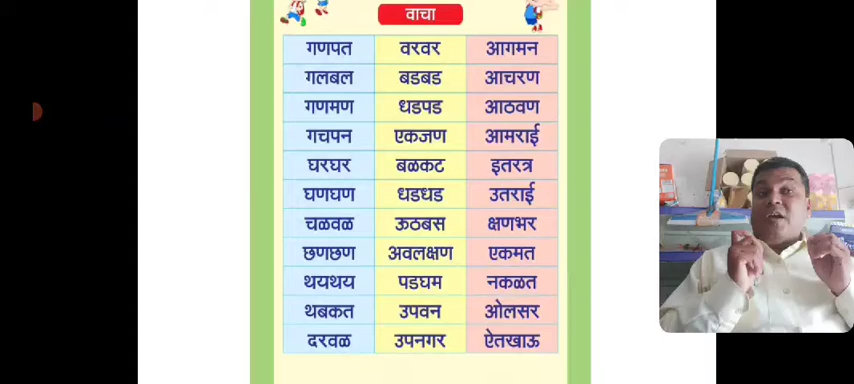 वाचा
गणपत वरवर आगमन
गलबल बडबड आचरण
गणमण धडपड आठवण
गचपन एकजण आमराई
घरघर बळकट इतरत्र
घणघण धडधड उतराई
चळवळ ऊठबस क्षणभर
छणछण अवलक्षण एकमत
थयथय पडघम नकळत
थबकत उपवन ओलसर
दरवळ उपनगर ऐतखाऊ